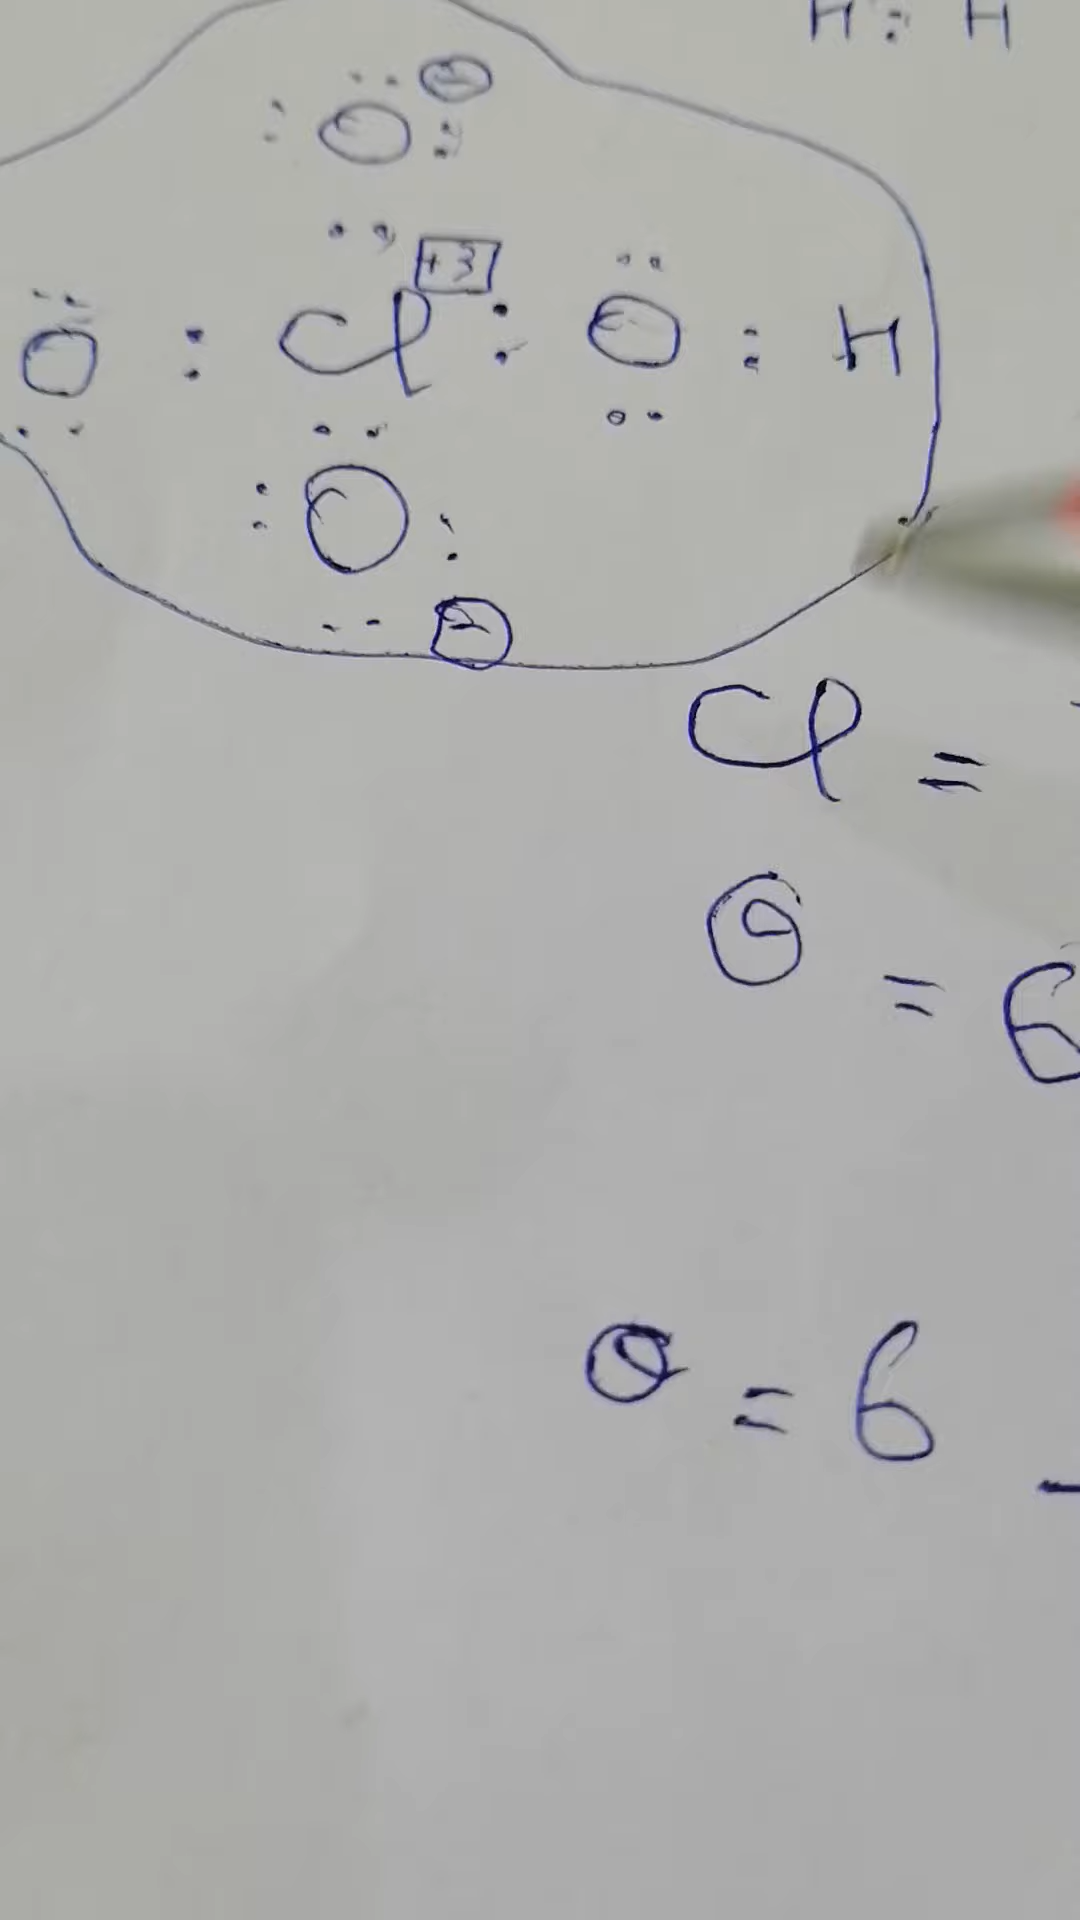 H : H
-
O
+3
O : Cl : O : H
O
-
Cl =
O = 6
O = 6 -